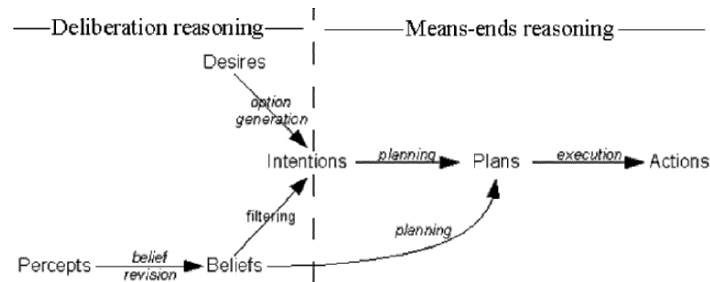 Deliberation reasoning
Means-ends reasoning
Desires
option
generation
Intentions
planning
Plans
execution
Actions
filtering
planning
Percepts
belief
revision
Beliefs